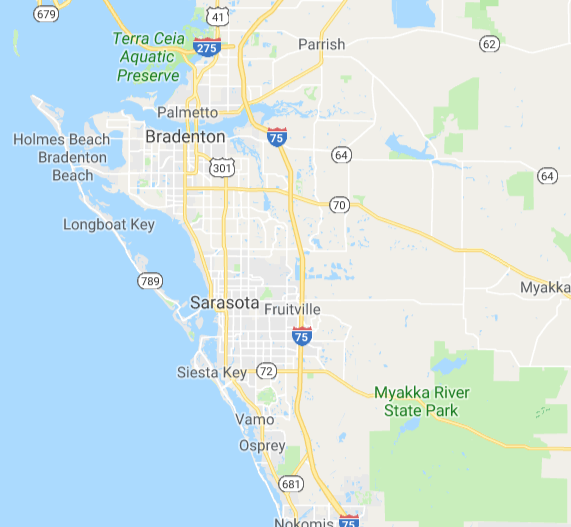 679
41
Terra Ceia
Aquatic
Preserve
275
Parrish
62
Palmetto
Bradenton
75
Holmes Beach
Bradenton
Beach
64
301
64
70
Longboat Key
789
Myakka
Sarasota
Fruitville
75
Siesta Key
72
Myakka River
State Park
Vamo
Osprey
681
Nokomis
75